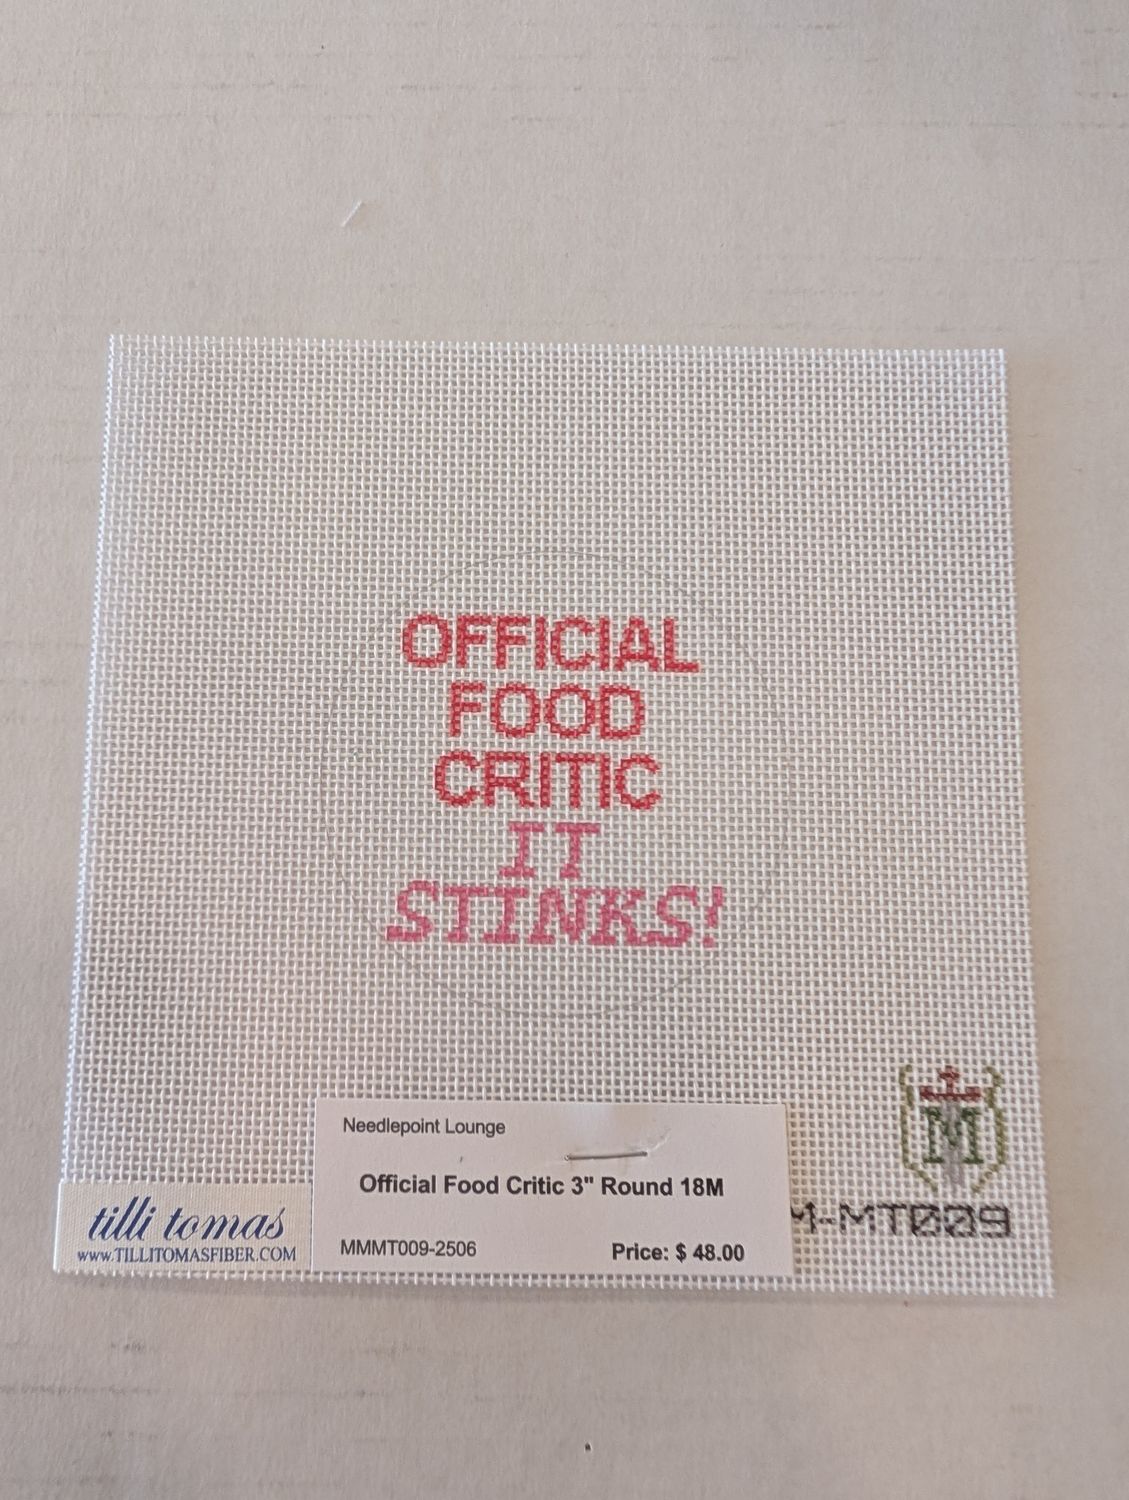 OFFICIAL
FOOD
CRITIC
IT
STINKS!
M
Needlepoint Lounge
Official Food Critic 3" Round 18M
MMMT009-2506
Price: $ 48.00
tilli tomas
WWW.TILLITOMASFIBER.COM
M-MT009